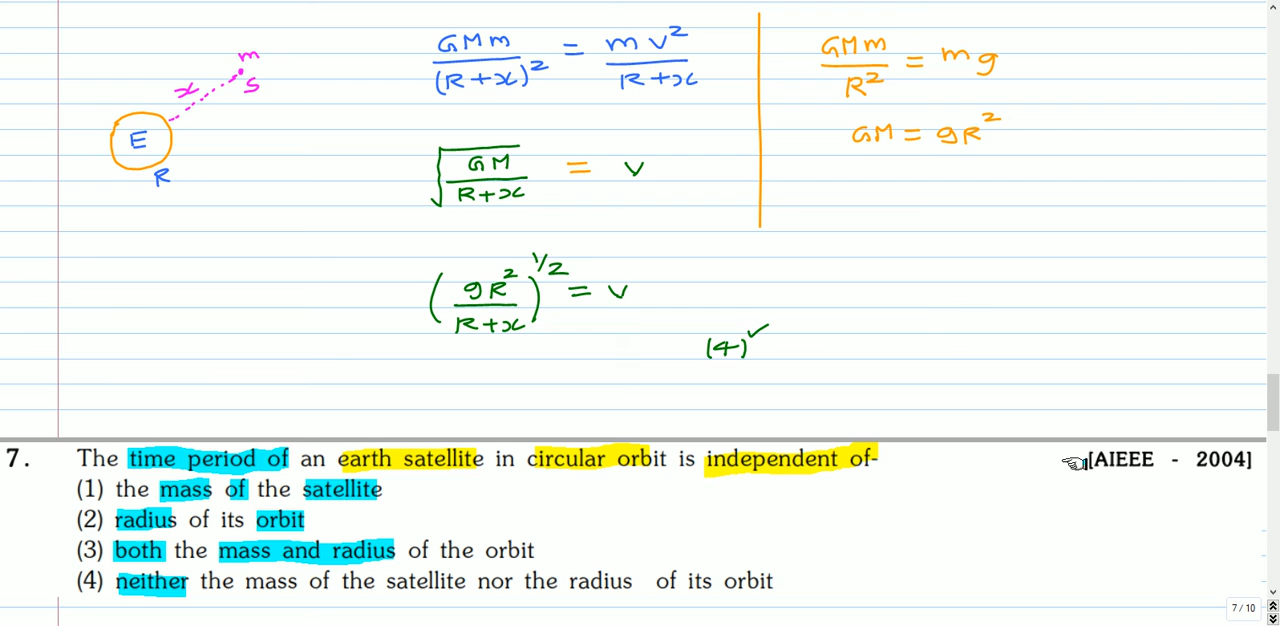 GMm/(R+x)² = mv²/R+x
GMm/R² = mg
m
S
x
E
R
GM = gR²
√GM/R+x = v
(gR²/R+x)^1/2 = v
(4)✓
7. The time period of an earth satellite in circular orbit is independent of- [AIEEE - 2004]
(1) the mass of the satellite
(2) radius of its orbit
(3) both the mass and radius of the orbit
(4) neither the mass of the satellite nor the radius of its orbit
7 / 10